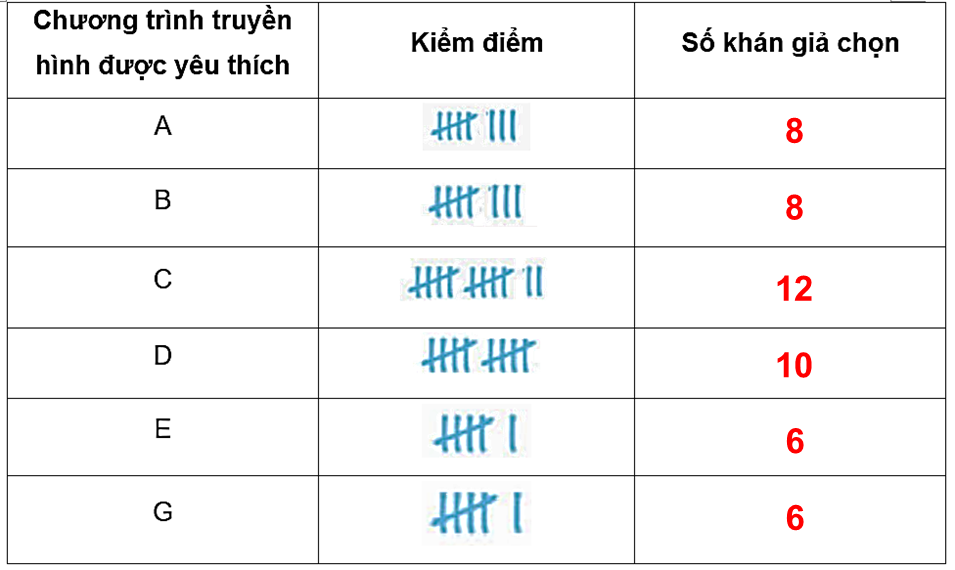 Chương trình truyền
hình được yêu thích
Kiểm điểm
Số khán giả chọn
A
8
B
8
C
12
D
10
E
6
G
6